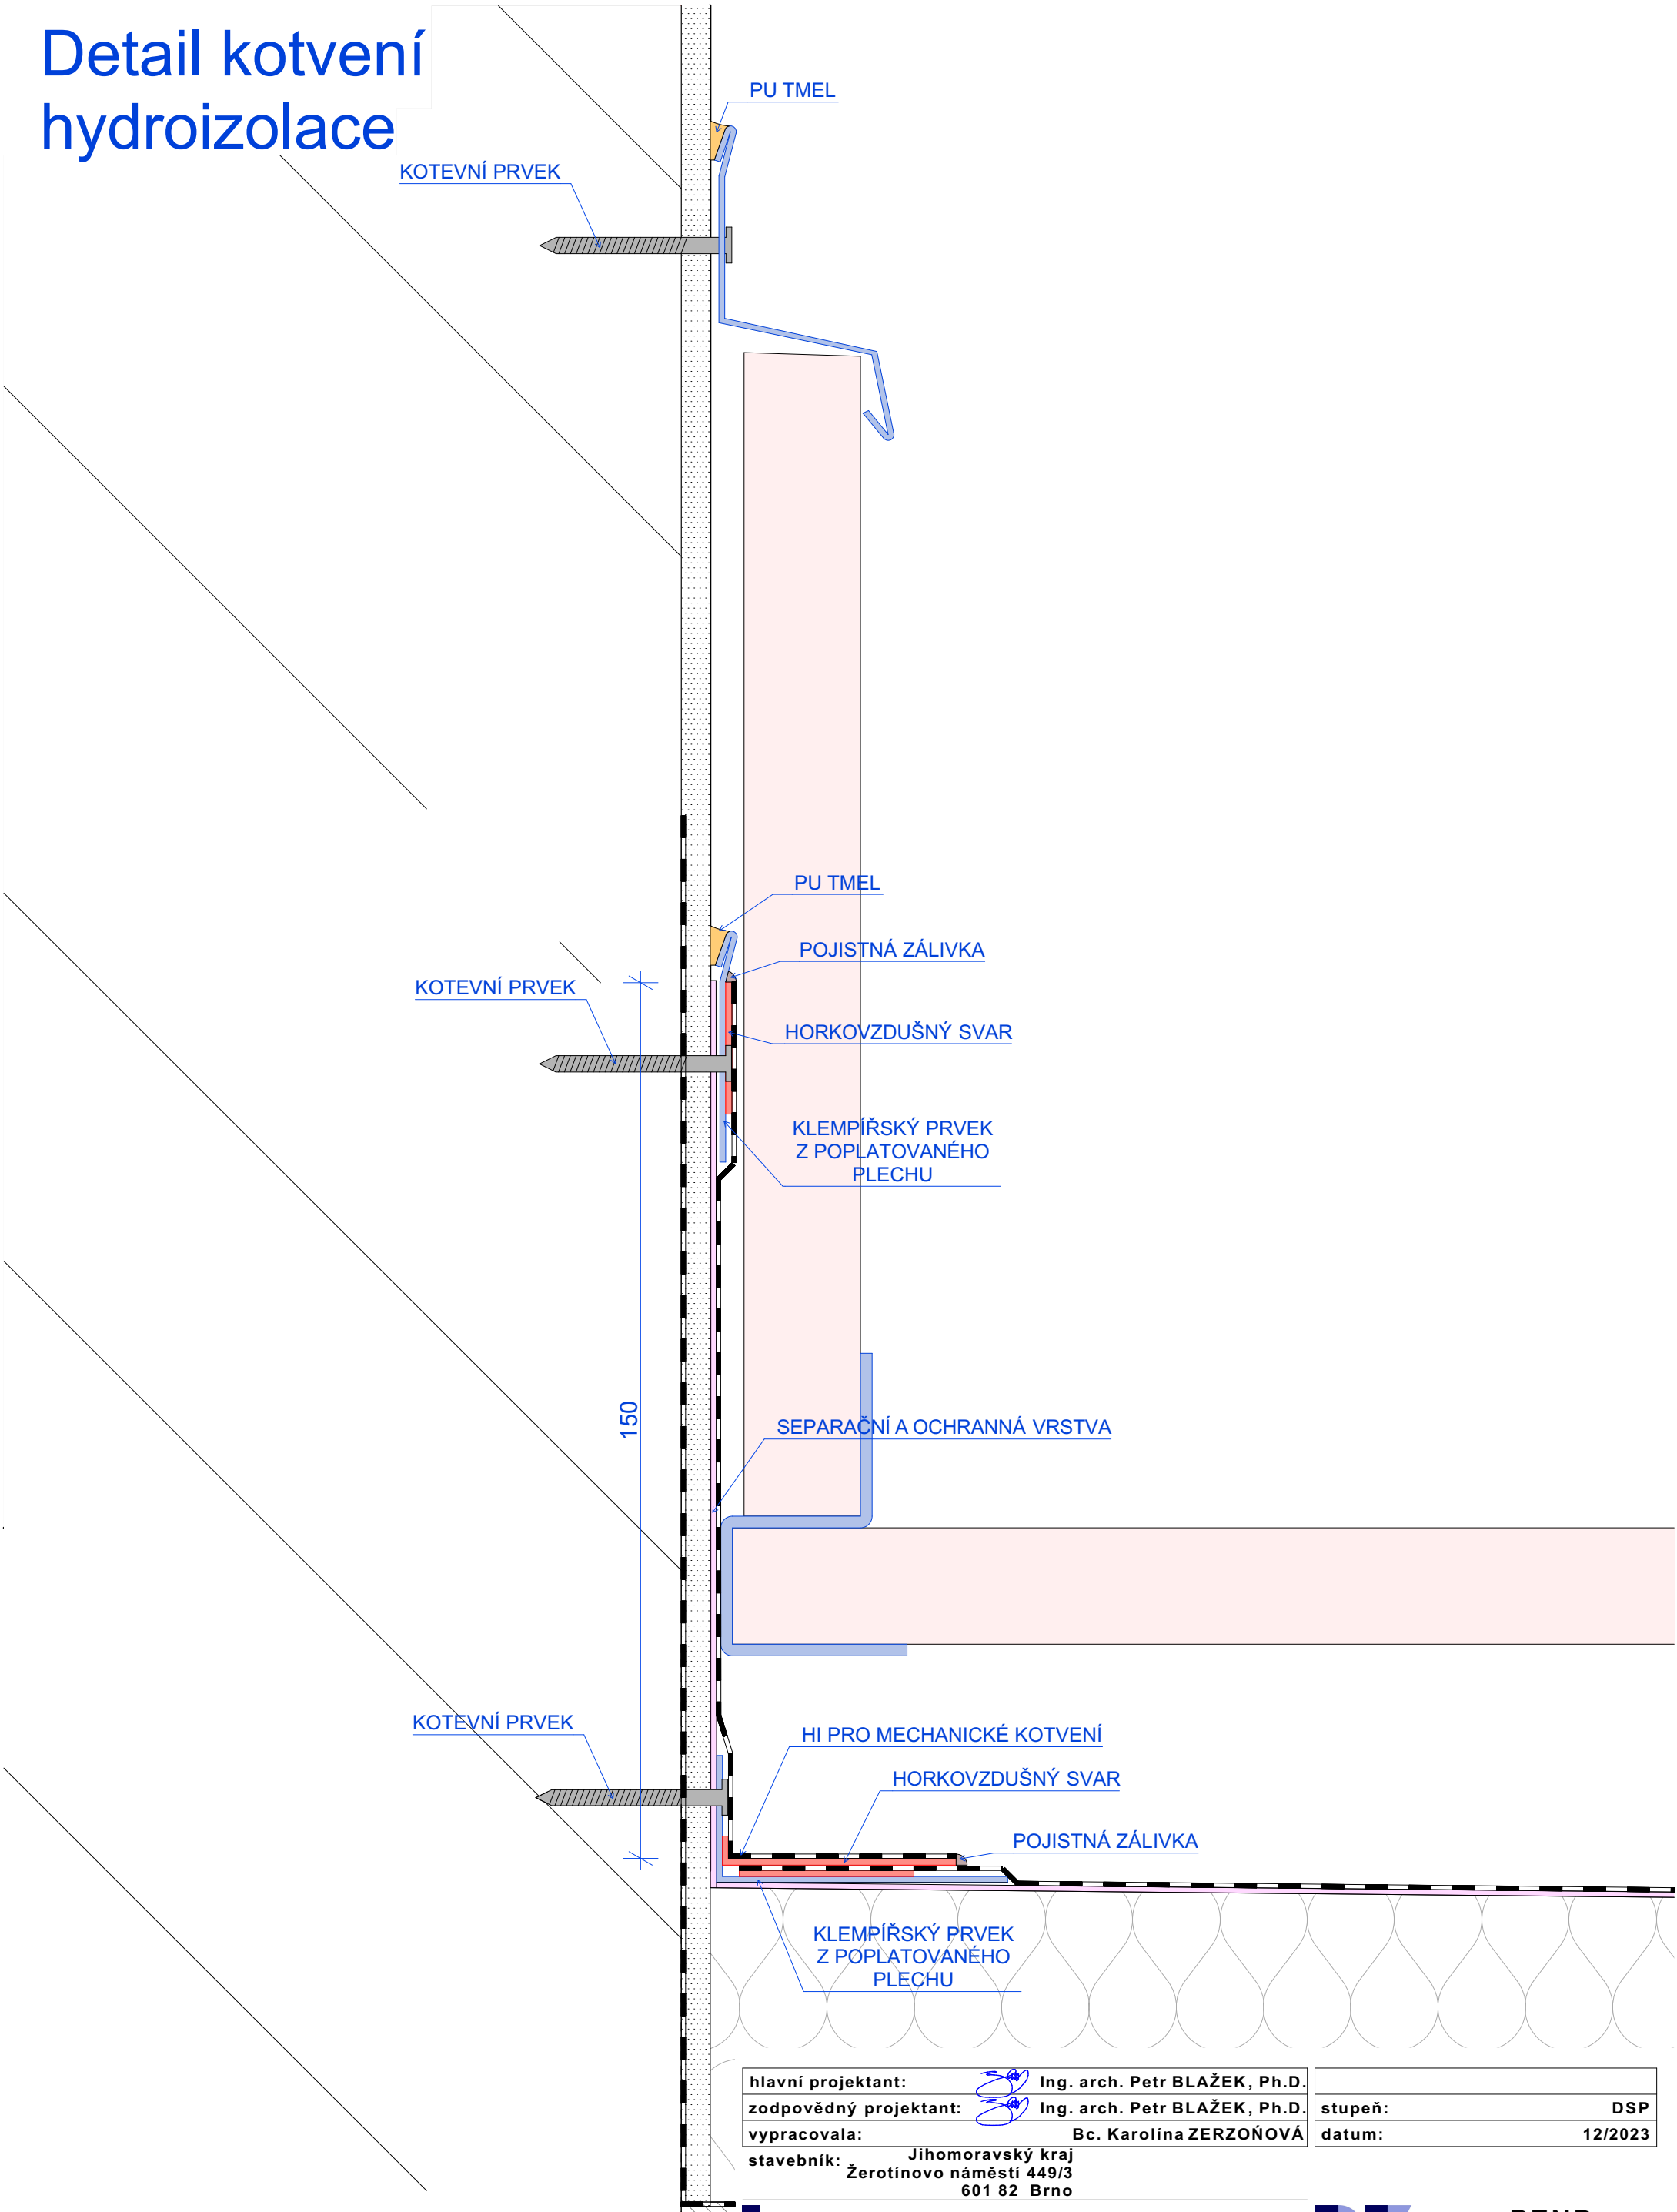 Detail kotvení
hydroizolace
PU TMEL
KOTEVNÍ PRVEK
PU TMEL
POJISTNÁ ZÁLIVKA
KOTEVNÍ PRVEK
HORKOVZDUŠNÝ SVAR
KLEMPÍŘSKÝ PRVEK
Z POPLATOVANÉHO
PLECHU
150
SEPARAČNÍ A OCHRANNÁ VRSTVA
KOTEVNÍ PRVEK
HI PRO MECHANICKÉ KOTVENÍ
HORKOVZDUŠNÝ SVAR
POJISTNÁ ZÁLIVKA
KLEMPÍŘSKÝ PRVEK
Z POPLATOVANÉHO
PLECHU
hlavní projektant: Ing. arch. Petr BLAŽEK, Ph.D.
zodpovědný projektant: Ing. arch. Petr BLAŽEK, Ph.D.
stupeň: DSP
vypracovala: Bc. Karolína ZERZOŃOVÁ
datum: 12/2023
stavebník: Jihomoravský kraj
Žerotínovo náměstí 449/3
601 82 Brno